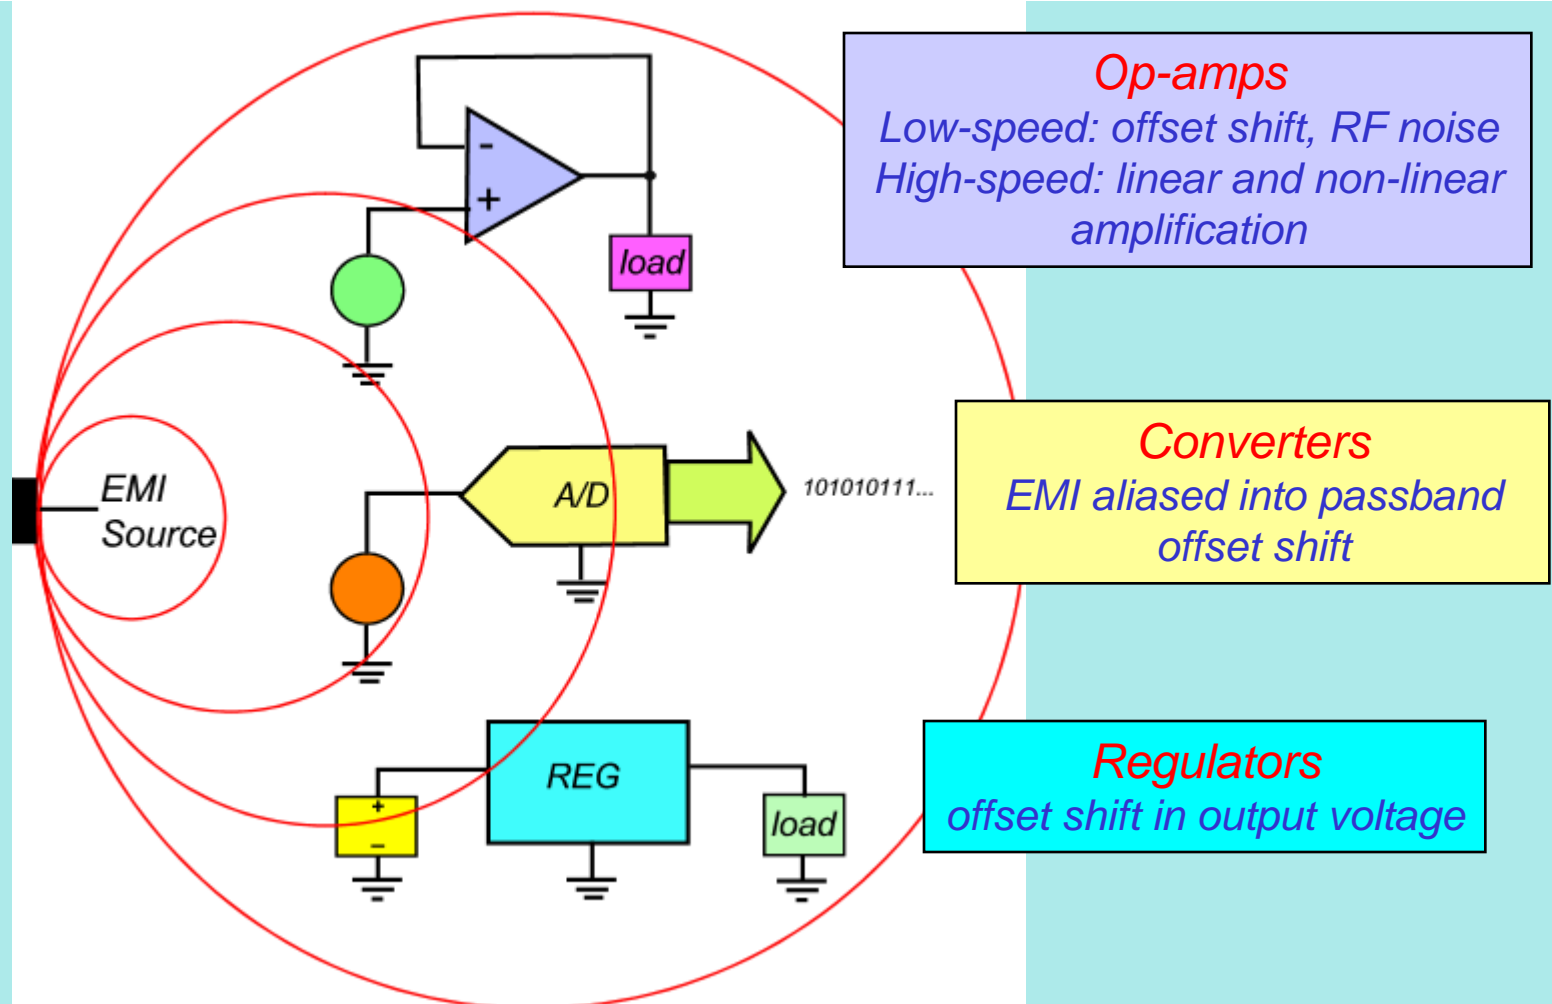 Op-amps
Low-speed: offset shift, RF noise
High-speed: linear and non-linear
amplification
-
+
load
EMI
Source
A/D
101010111...
Converters
EMI aliased into passband
offset shift
REG
+
−
load
Regulators
offset shift in output voltage